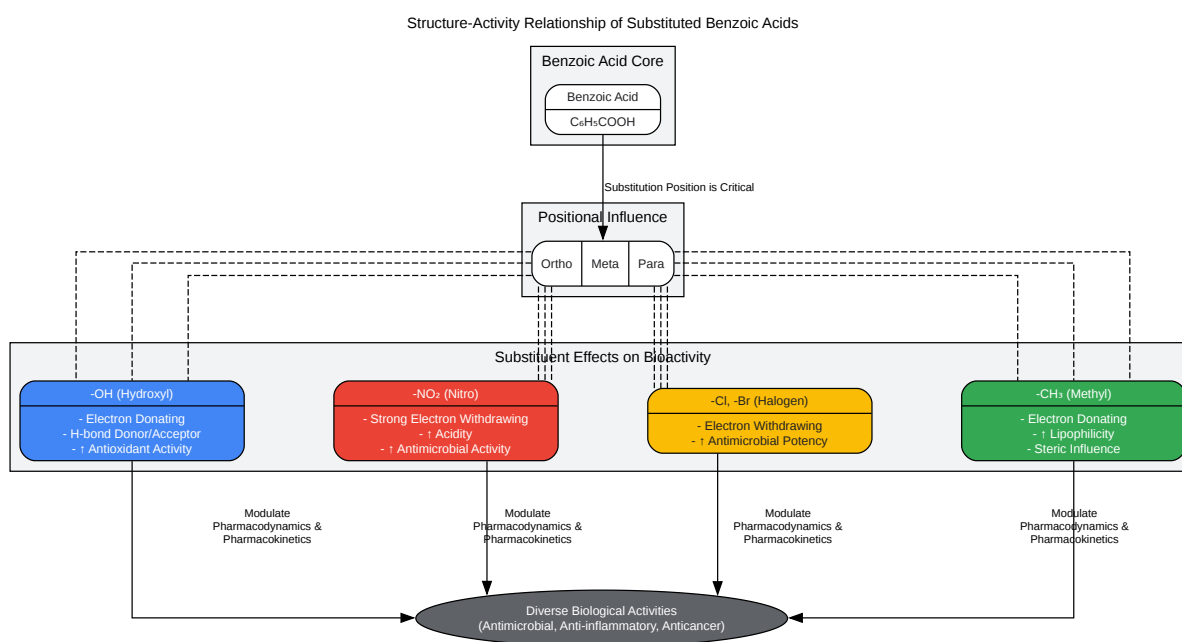 Structure-Activity Relationship of Substituted Benzoic Acids
Benzoic Acid Core
Benzoic Acid
C₆H₅COOH
Substitution Position is Critical
Positional Influence
Ortho
Meta
Para
Substituent Effects on Bioactivity
-OH (Hydroxyl)
- Electron Donating
- H-bond Donor/Acceptor
- ↑ Antioxidant Activity
-NO₂ (Nitro)
- Strong Electron Withdrawing
- ↑ Acidity
- ↑ Antimicrobial Activity
-Cl, -Br (Halogen)
- Electron Withdrawing
- ↑ Antimicrobial Potency
-CH₃ (Methyl)
- Electron Donating
- ↑ Lipophilicity
- Steric Influence
Modulate
Pharmacodynamics &
Pharmacokinetics
Modulate
Pharmacodynamics &
Pharmacokinetics
Modulate
Pharmacodynamics &
Pharmacokinetics
Modulate
Pharmacodynamics &
Pharmacokinetics
Diverse Biological Activities
(Antimicrobial, Anti-inflammatory, Anticancer)